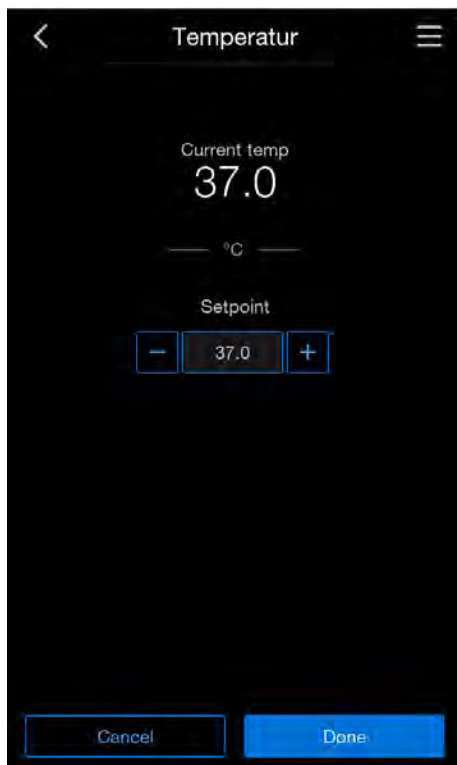 Temperatur
Current temp
37.0
°C
Setpoint
− 37.0 +
Cancel Done